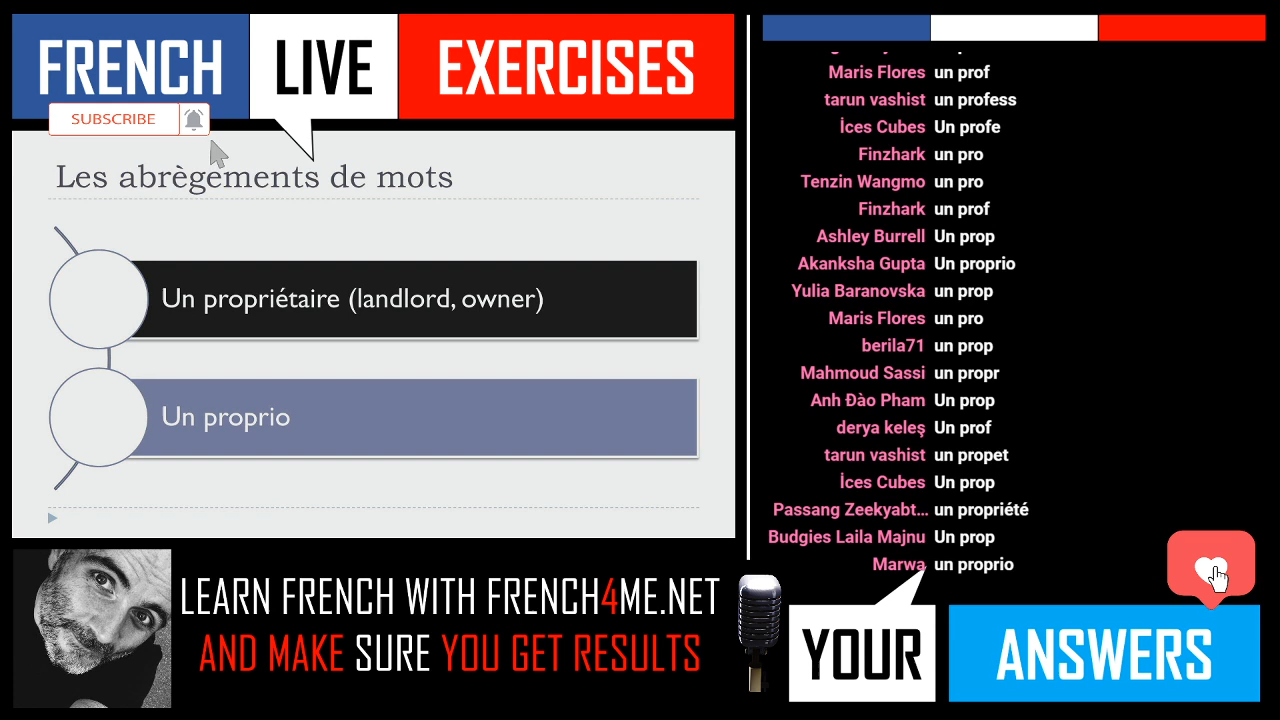 FRENCH LIVE EXERCISES
SUBSCRIBE
Les abrègements de mots
Un propriétaire (landlord, owner)
Un proprio
LEARN FRENCH WITH FRENCH4ME.NET
AND MAKE SURE YOU GET RESULTS
Maris Flores un prof
tarun vashist un profess
İces Cubes Un profe
Finzhark un pro
Tenzin Wangmo un pro
Finzhark un prof
Ashley Burrell Un prop
Akanksha Gupta Un proprio
Yulia Baranovska un prop
Maris Flores un pro
berila71 un prop
Mahmoud Sassi un propr
Anh Đào Pham Un prop
derya keleş Un prof
tarun vashist un propet
İces Cubes Un prop
Passang Zeekyabt... un propriété
Budgies Laila Majnu Un prop
Marwa un proprio
YOUR ANSWERS